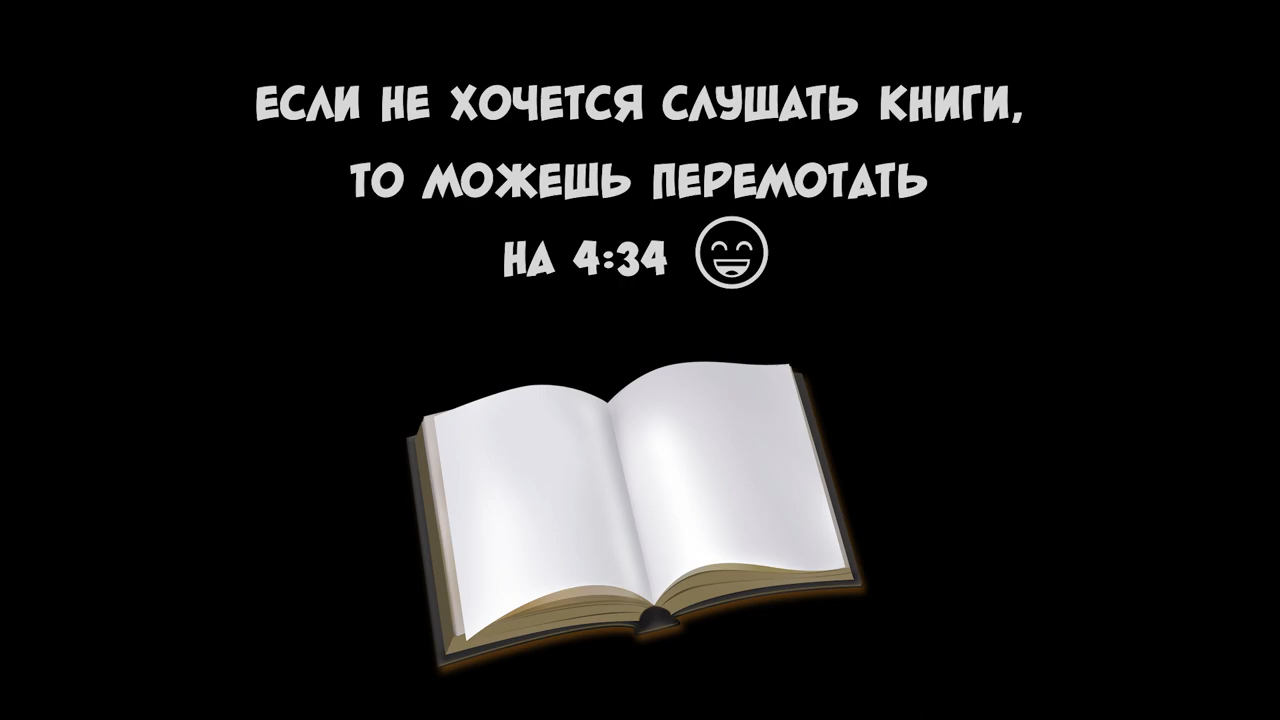 ЕСЛИ НЕ ХОЧЕТСЯ СЛУШАТЬ КНИГИ,
ТО МОЖЕШЬ ПЕРЕМОТАТЬ
НА 4:34